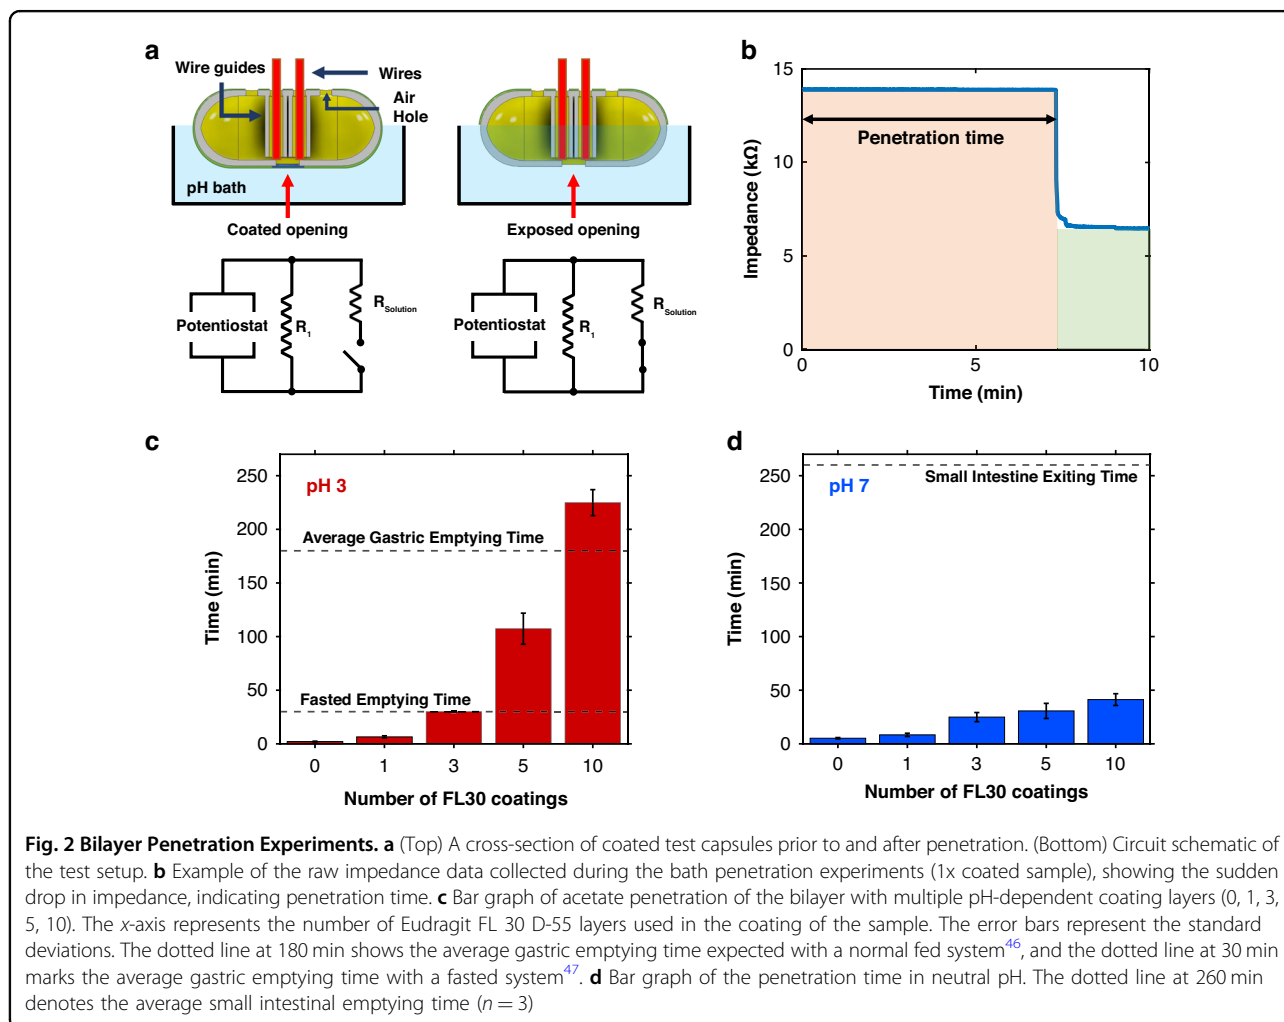 a
Wire guides
Wires
Air
Hole
pH bath
Coated opening
Exposed opening
Potentiostat
R1
RSolution
Potentiostat
R1
RSolution
b
15
10
5
0
Impedance (kΩ)
Penetration time
0
5
10
Time (min)
c
250
200
150
100
50
0
Time (min)
pH 3
Average Gastric Emptying Time
Fasted Emptying Time
0
1
3
5
10
Number of FL30 coatings
d
250
200
150
100
50
0
Time (min)
pH 7
Small Intestine Exiting Time
0
1
3
5
10
Number of FL30 coatings
Fig. 2 Bilayer Penetration Experiments. a (Top) A cross-section of coated test capsules prior to and after penetration. (Bottom) Circuit schematic of
the test setup. b Example of the raw impedance data collected during the bath penetration experiments (1x coated sample), showing the sudden
drop in impedance, indicating penetration time. c Bar graph of acetate penetration of the bilayer with multiple pH-dependent coating layers (0, 1, 3,
5, 10). The x-axis represents the number of Eudragit FL 30 D-55 layers used in the coating of the sample. The error bars represent the standard
deviations. The dotted line at 180 min shows the average gastric emptying time expected with a normal fed system46, and the dotted line at 30 min
marks the average gastric emptying time with a fasted system47. d Bar graph of the penetration time in neutral pH. The dotted line at 260 min
denotes the average small intestinal emptying time (n = 3)